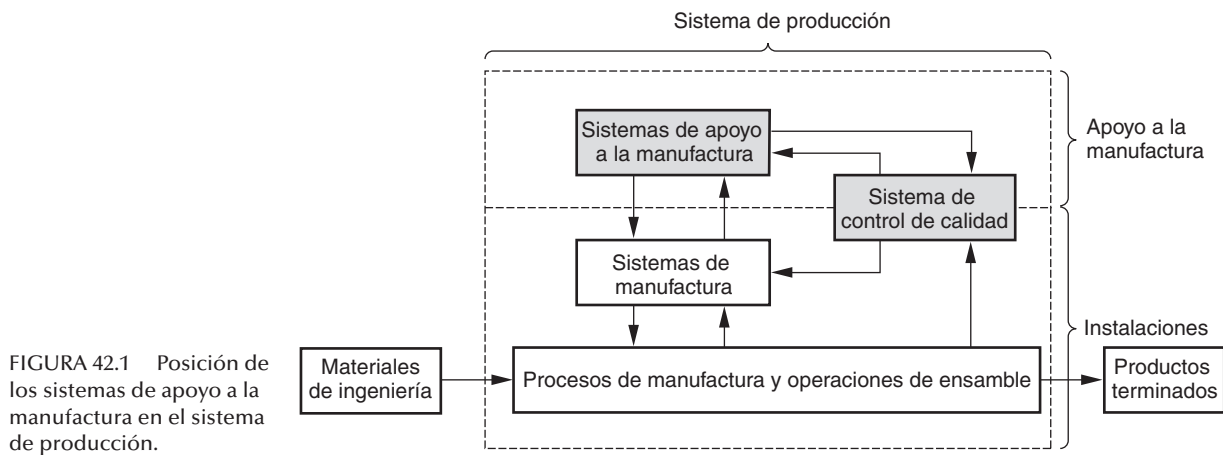 Sistema de producción
Sistemas de apoyo
a la manufactura
Apoyo a la
manufactura
Sistema de
control de calidad
Sistemas de
manufactura
Instalaciones
FIGURA 42.1 Posición de
los sistemas de apoyo a la
manufactura en el sistema
de producción.
Materiales
de ingeniería
Procesos de manufactura y operaciones de ensamble
Productos
terminados